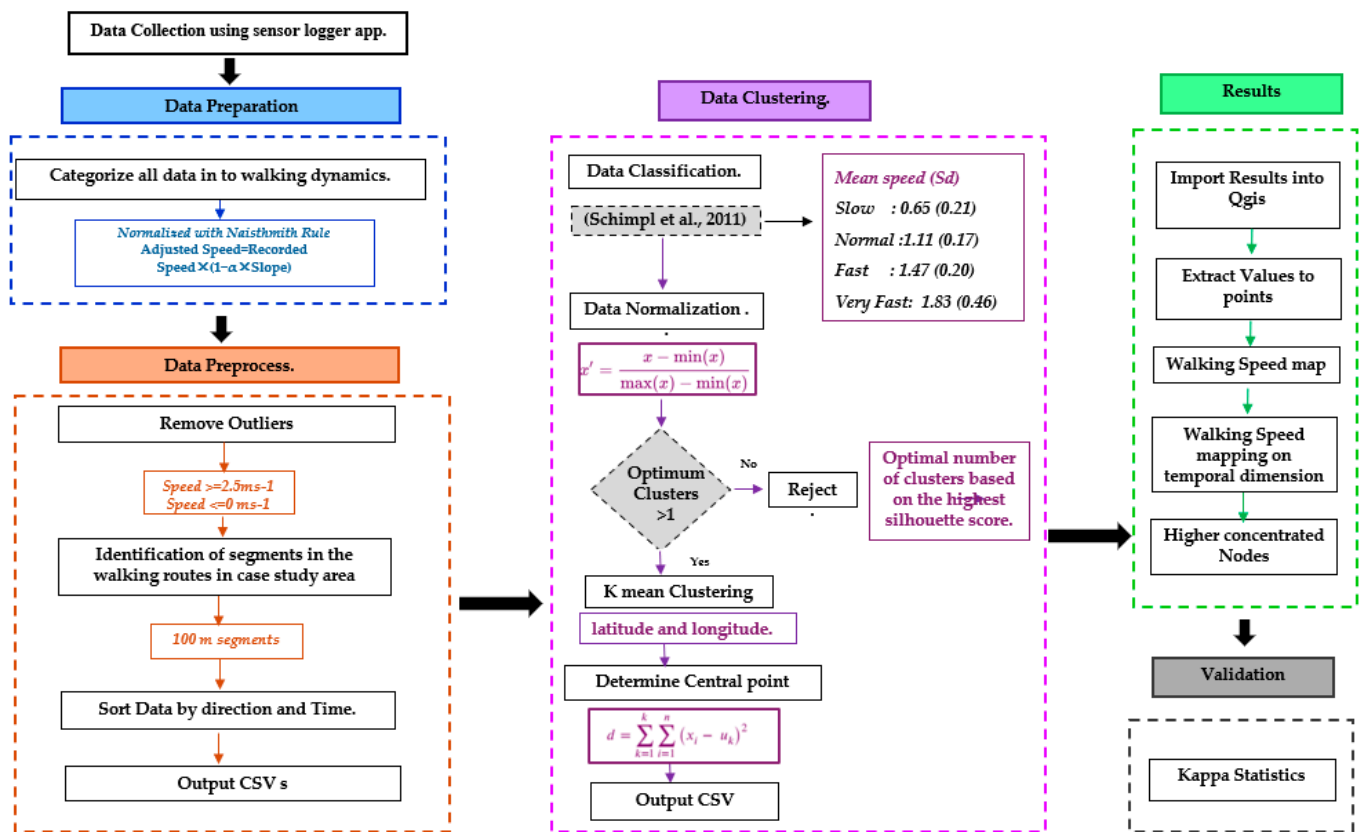 Data Collection using sensor logger app.
Data Preparation
Categorize all data in to walking dynamics.
Normalized with Naisthmith Rule
Adjusted Speed=Recorded
Speed×(1−α×Slope)
Data Preprocess.
Remove Outliers
Speed >=2.5ms-1
Speed <=0 ms-1
Identification of segments in the
walking routes in case study area
100 m segments
Sort Data by direction and Time.
Output CSV s
Data Clustering.
Data Classification.
(Schimpl et al., 2011)
Mean speed (Sd)
Slow : 0.65 (0.21)
Normal :1.11 (0.17)
Fast : 1.47 (0.20)
Very Fast: 1.83 (0.46)
Data Normalization .
.
x′ = (x − min(x)) / (max(x) − min(x))
Optimum
Clusters
>1
No
Reject
.
Optimal number
of clusters based
on the highest
silhouette score.
Yes
K mean Clustering
latitude and longitude.
Determine Central point
d = ∑_{k=1}^{k} ∑_{i=1}^{n} (x_i − u_k)^2
Output CSV
Results
Import Results into
Qgis
Extract Values to
points
Walking Speed map
Walking Speed
mapping on
temporal dimension
Higher concentrated
Nodes
Validation
Kappa Statistics